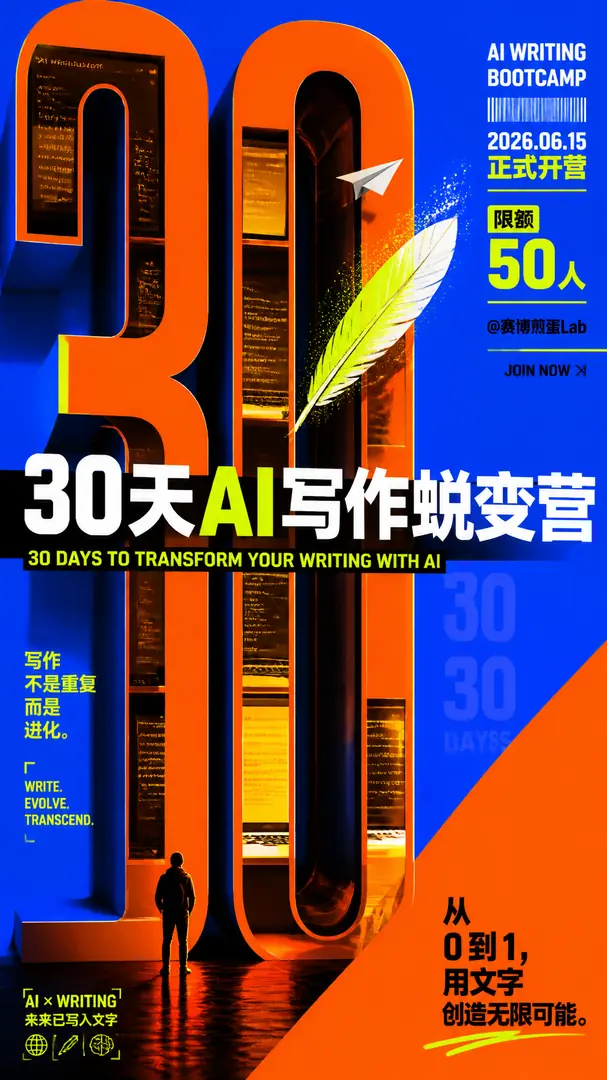 30
AI WRITING
BOOTCAMP
2026.06.15
正式开营
限额
50人
@赛博煎蛋Lab
JOIN NOW
30天AI写作蜕变营
30 DAYS TO TRANSFORM YOUR WRITING WITH AI
30
30
DAYS
写作
不是重复
而是
进化。
WRITE.
EVOLVE.
TRANSCEND.
从
0到1,
用文字
创造无限可能。
AI × WRITING
未来已写入文字